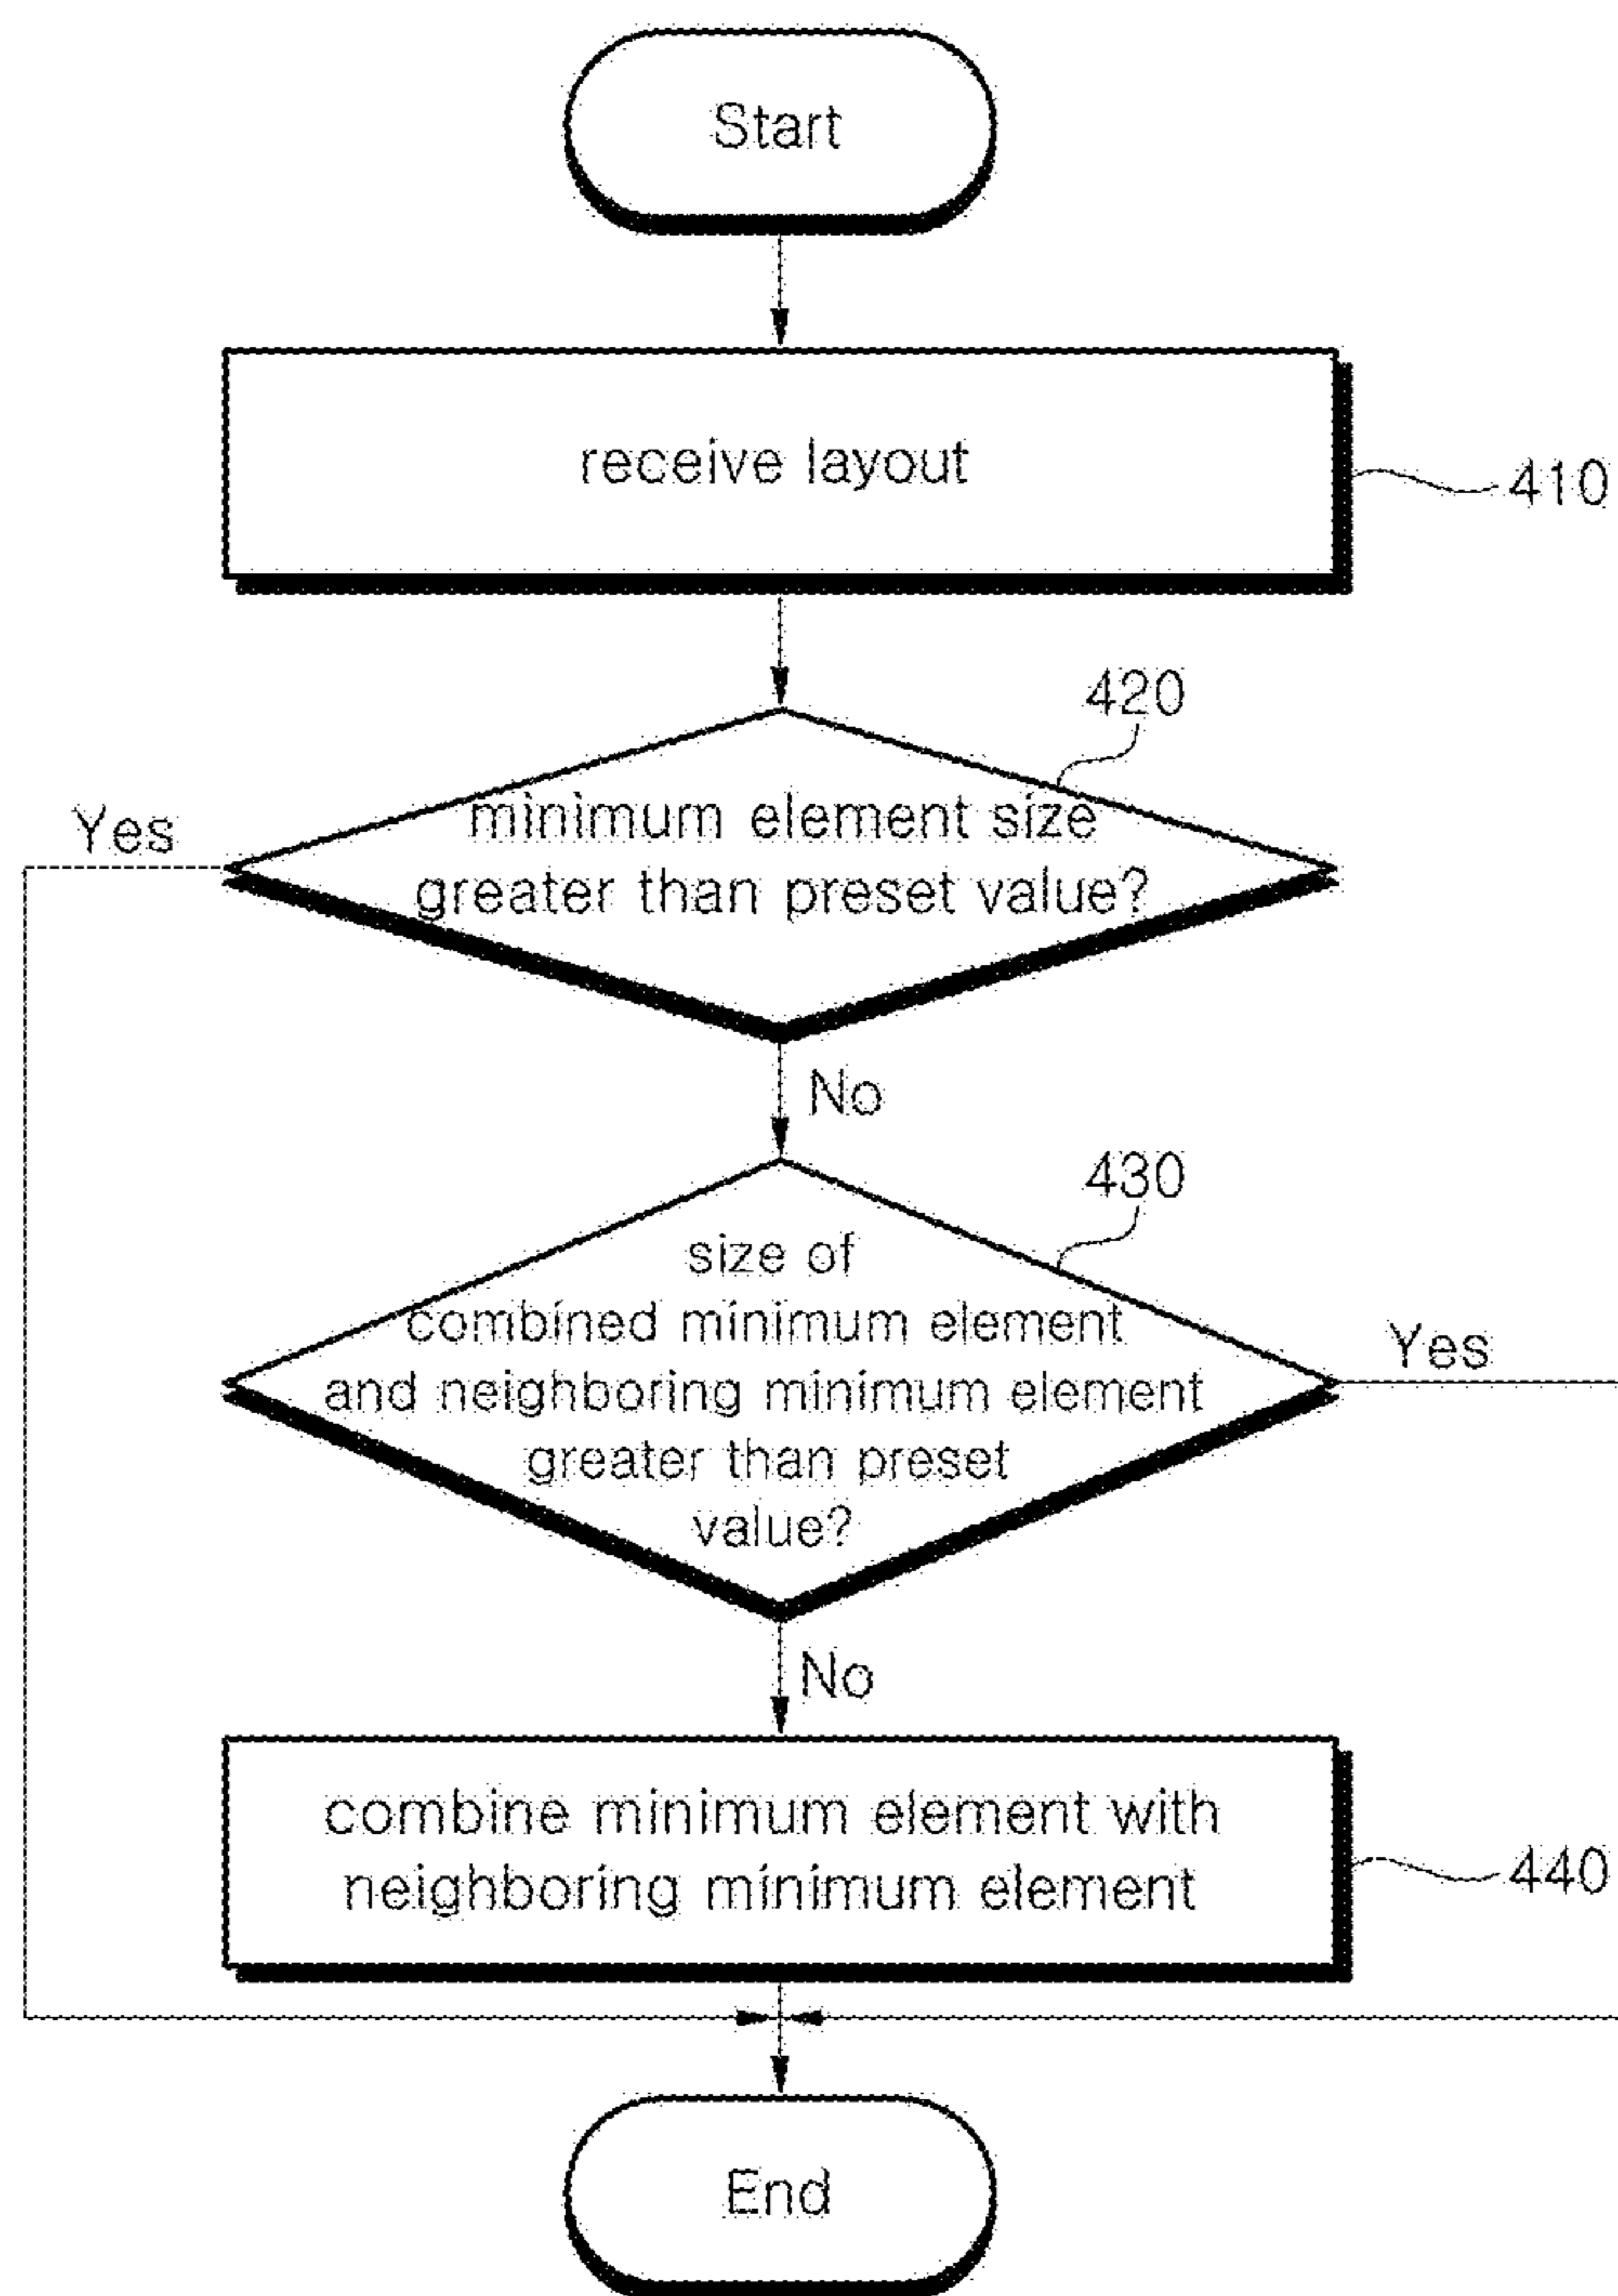 Start
receive layout
410
420
Yes
minimum element size
greater than preset value?
No
430
size of
combined minimum element
and neighboring minimum element
greater than preset
value?
Yes
No
combine minimum element with
neighboring minimum element
440
End